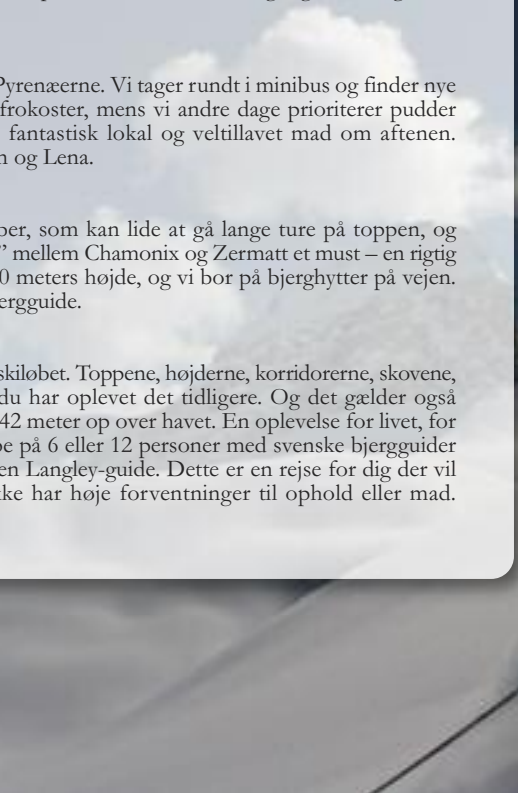 Pyrenæerne. Vi tager rundt i minibus og finder nye
frokoster, mens vi andre dage prioriterer pudder
fantastisk lokal og veltillavet mad om aftenen.
og Lena.
som kan lide at gå lange ture på toppen, og
” mellem Chamonix og Zermatt et must – en rigtig
0 meters højde, og vi bor på bjerghytter på vejen.
skiløbet. Toppene, højderne, korridorerne, skovene,
du har oplevet det tidligere. Og det gælder også
42 meter op over havet. En oplevelse for livet, for
på 6 eller 12 personer med svenske bjergguider
en Langley-guide. Dette er en rejse for dig der vil
har høje forventninger til ophold eller mad.